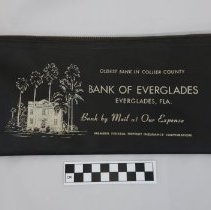 OLDEST BANK IN COLLIER COUNTY
BANK OF EVERGLADES
EVERGLADES, FLA.
Bank by Mail at Our Expense
MEMBER FEDERAL DEPOSIT INSURANCE CORPORATION